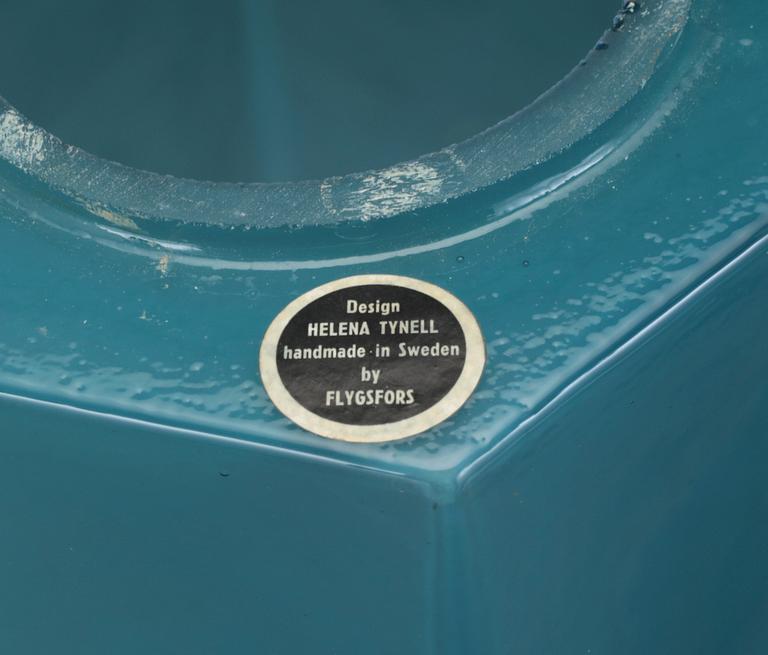 Design
HELENA TYNELL
handmade in Sweden
by
FLYGSFORS